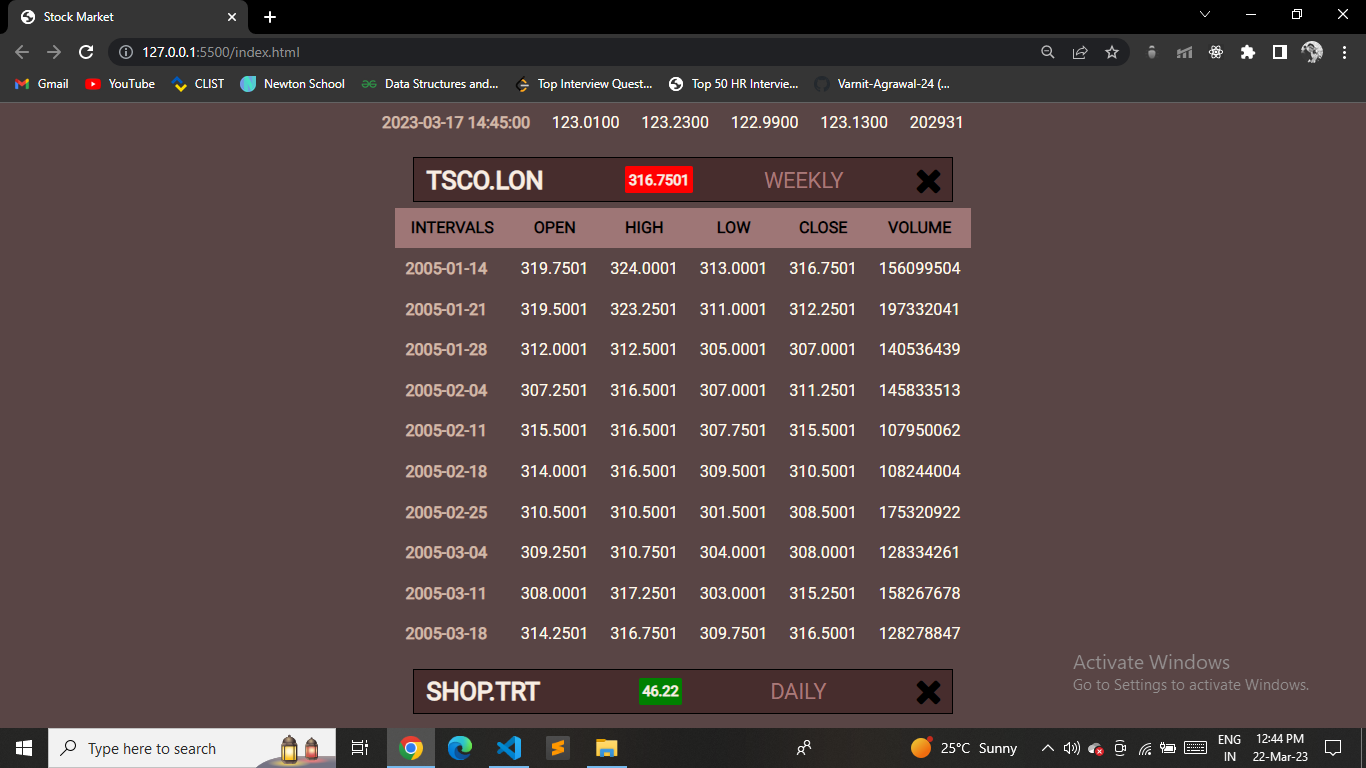 Stock Market
127.0.0.1:5500/index.html
Gmail YouTube CLIST Newton School Data Structures and... Top Interview Quest... Top 50 HR Intervie... Varnit-Agrawal-24 (...
2023-03-17 14:45:00 123.0100 123.2300 122.9900 123.1300 202931
TSCO.LON 316.7501 WEEKLY
INTERVALS OPEN HIGH LOW CLOSE VOLUME
2005-01-14 319.7501 324.0001 313.0001 316.7501 156099504
2005-01-21 319.5001 323.2501 311.0001 312.2501 197332041
2005-01-28 312.0001 312.5001 305.0001 307.0001 140536439
2005-02-04 307.2501 316.5001 307.0001 311.2501 145833513
2005-02-11 315.5001 316.5001 307.7501 315.5001 107950062
2005-02-18 314.0001 316.5001 309.5001 310.5001 108244004
2005-02-25 310.5001 310.5001 301.5001 308.5001 175320922
2005-03-04 309.2501 310.7501 304.0001 308.0001 128334261
2005-03-11 308.0001 317.2501 303.0001 315.2501 158267678
2005-03-18 314.2501 316.7501 309.7501 316.5001 128278847
SHOP.TRT 46.22 DAILY
Activate Windows
Go to Settings to activate Windows.
Type here to search
25°C Sunny
ENG
IN
12:44 PM
22-Mar-23